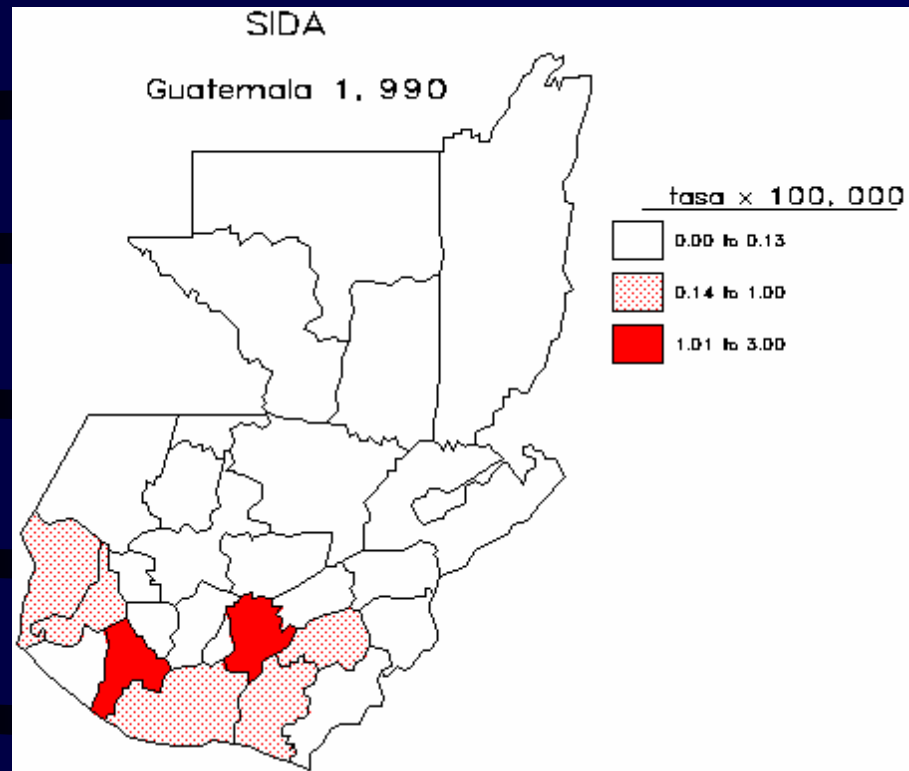 SIDA
Guatemala 1, 990
tasa × 100, 000
0.00 to 0.13
0.14 to 1.00
1.01 to 3.00